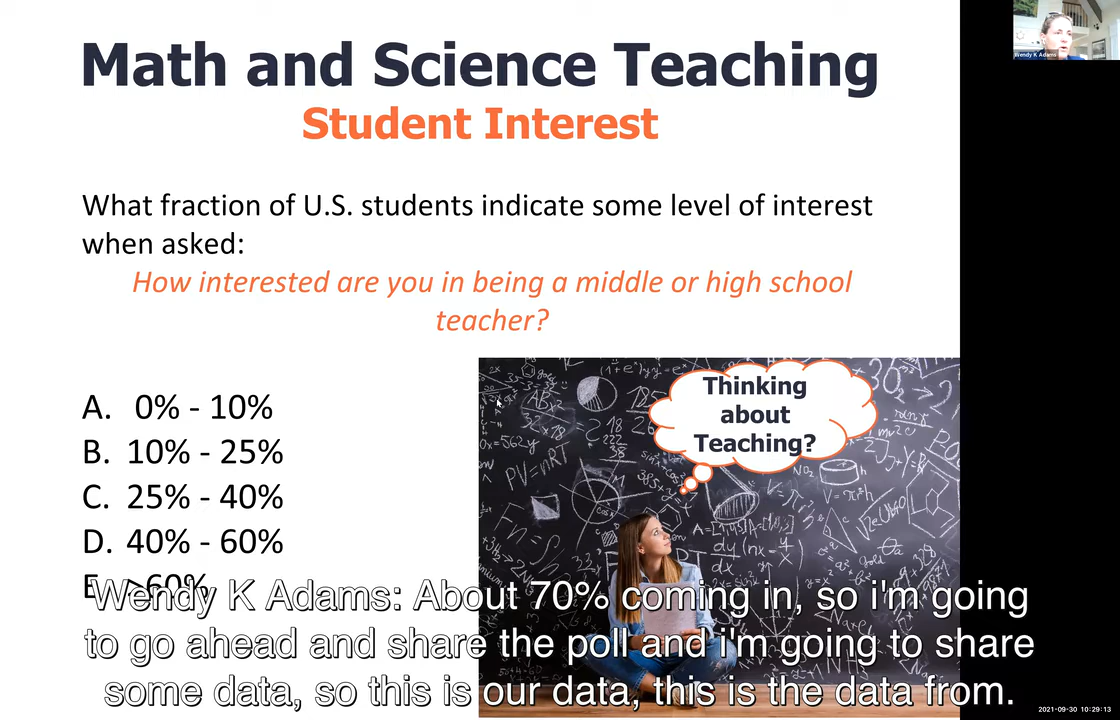 Math and Science Teaching
Student Interest
Wendy K Adams
What fraction of U.S. students indicate some level of interest
when asked:
How interested are you in being a middle or high school
teacher?
Thinking
about
Teaching?
A. 0% - 10%
B. 10% - 25%
C. 25% - 40%
D. 40% - 60%
E. >60%
PV=nRT
Wendy K Adams: About 70% coming in, so i'm going
to go ahead and share the poll and i'm going to share
some data, so this is our data, this is the data from.
2021-09-30 10:29:13